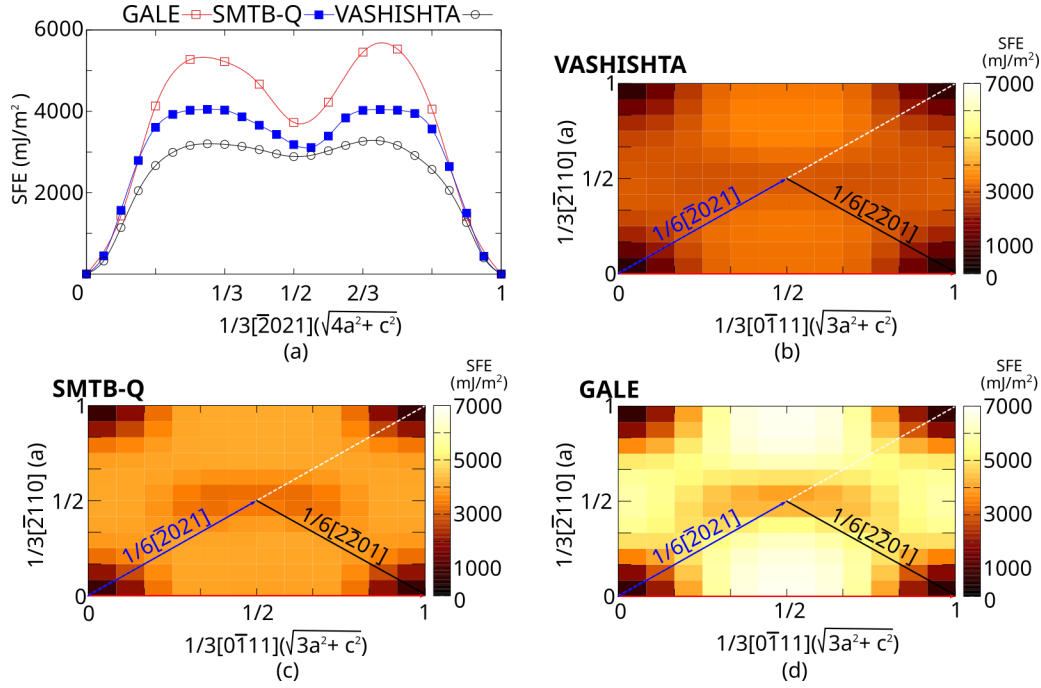 GALE SMTB-Q VASHISHTA
6000
4000
2000
0
SFE (mJ/m²)
0 1/3 1/2 2/3 1
1/3[2̅021](√4a²+ c²)
(a)
VASHISHTA
SFE
(mJ/m²)
7000
5000
4000
3000
1000
0
1
1/2
0
1/3[2̅110] (a)
1/6[2̅021]
1/6[22̅01]
0 1/2 1
1/3[01̅11](√3a²+ c²)
(b)
SMTB-Q
SFE
(mJ/m²)
7000
5000
4000
3000
1000
0
1
1/2
0
1/3[2̅110] (a)
1/6[2̅021]
1/6[22̅01]
0 1/2 1
1/3[01̅11](√3a²+ c²)
(c)
GALE
SFE
(mJ/m²)
7000
5000
4000
3000
1000
0
1
1/2
0
1/3[2̅110] (a)
1/6[2̅021]
1/6[22̅01]
0 1/2 1
1/3[01̅11](√3a²+ c²)
(d)